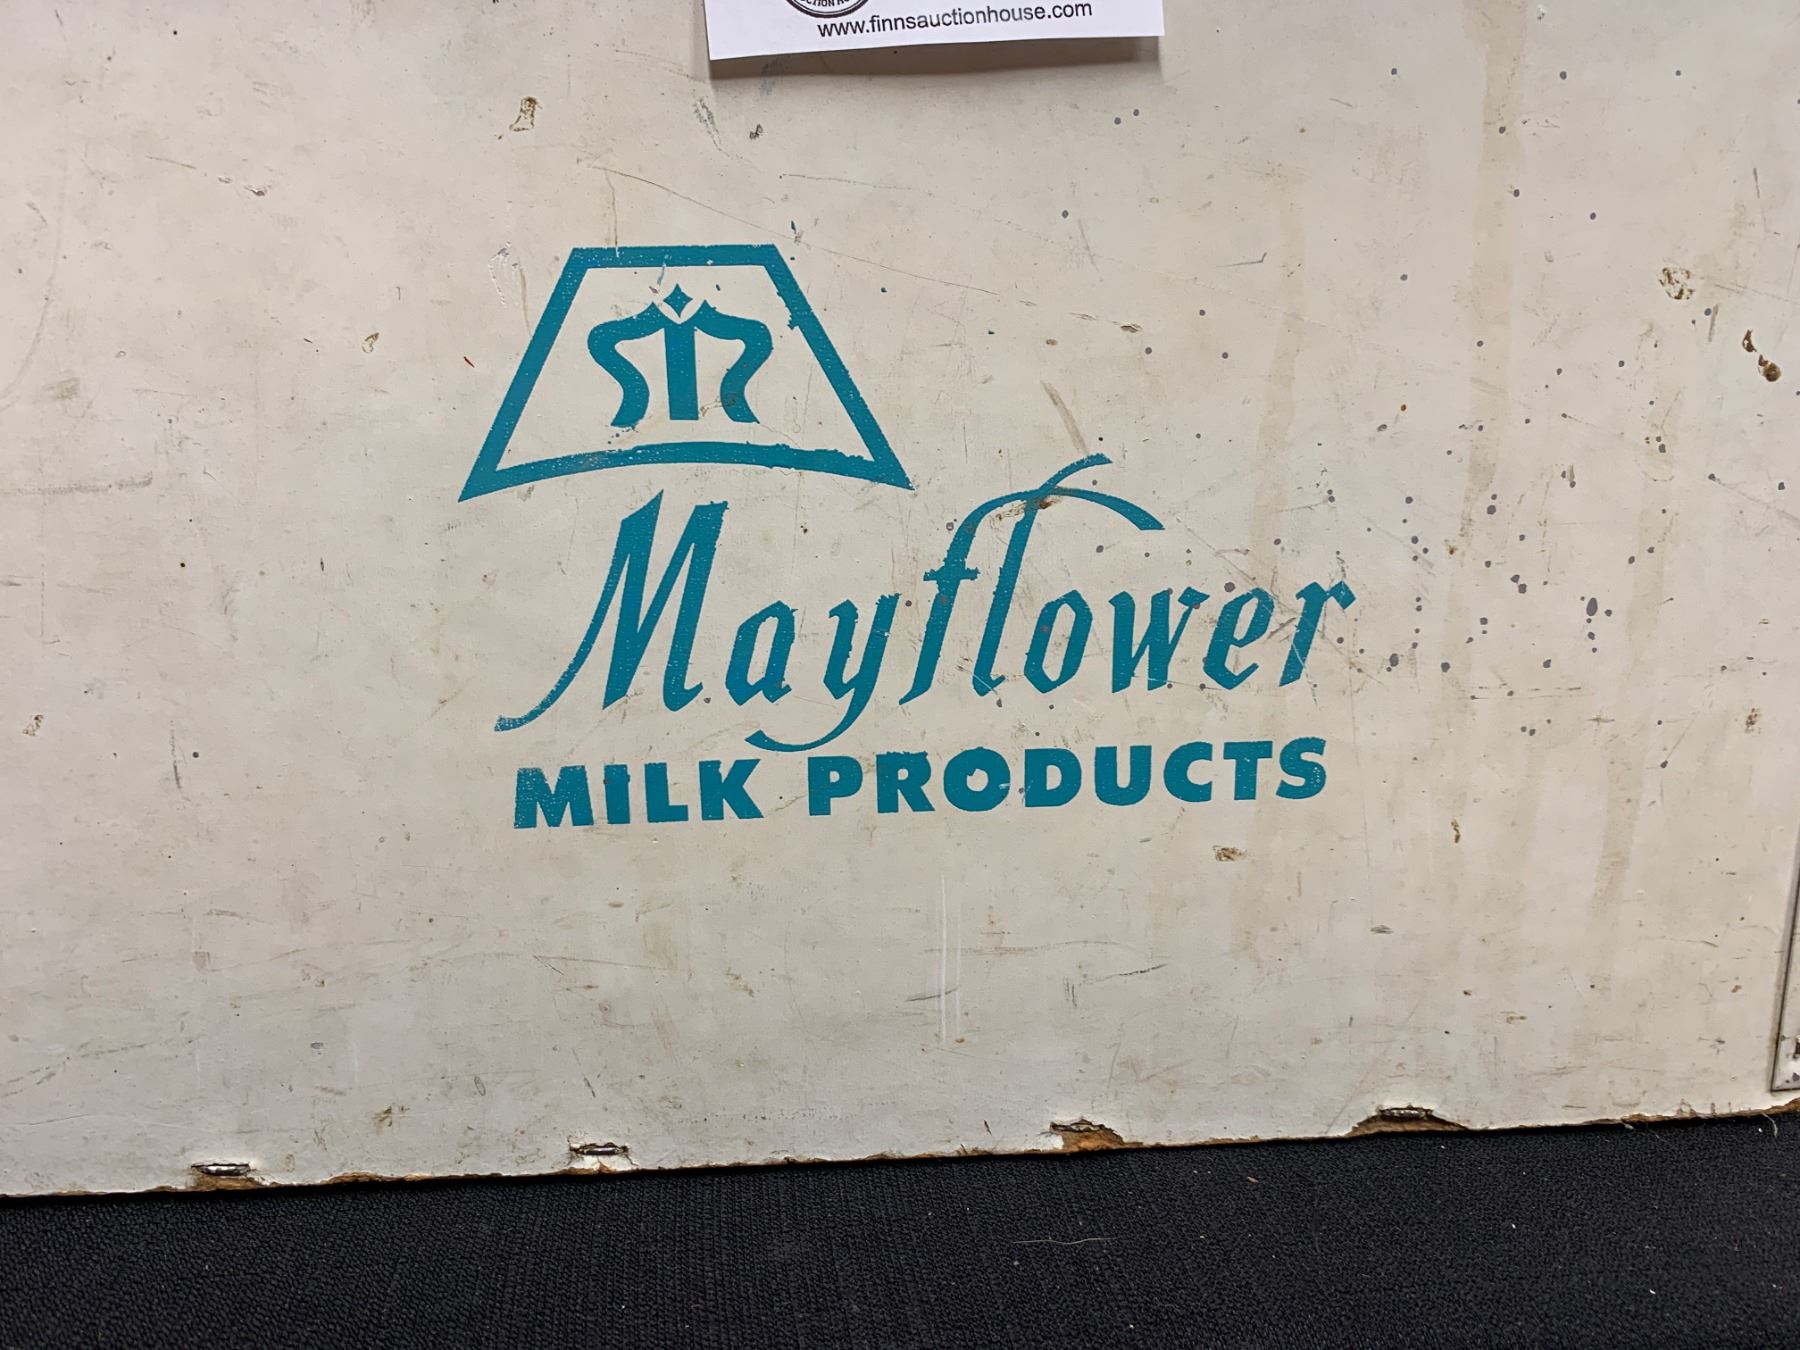 www.finnsauctionhouse.com
Mayflower
MILK PRODUCTS